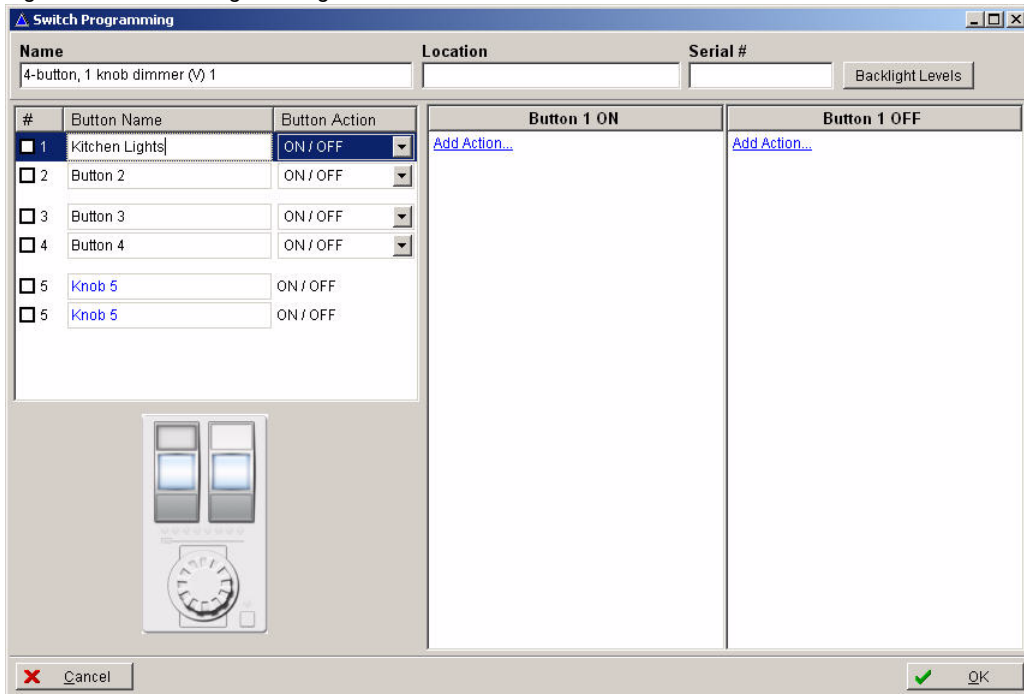 Switch Programming
Name Location Serial #
4-button, 1 knob dimmer (V) 1 Backlight Levels
# Button Name Button Action Button 1 ON Button 1 OFF
1 Kitchen Lights ON / OFF Add Action... Add Action...
2 Button 2 ON / OFF
3 Button 3 ON / OFF
4 Button 4 ON / OFF
5 Knob 5 ON / OFF
5 Knob 5 ON / OFF
Cancel OK